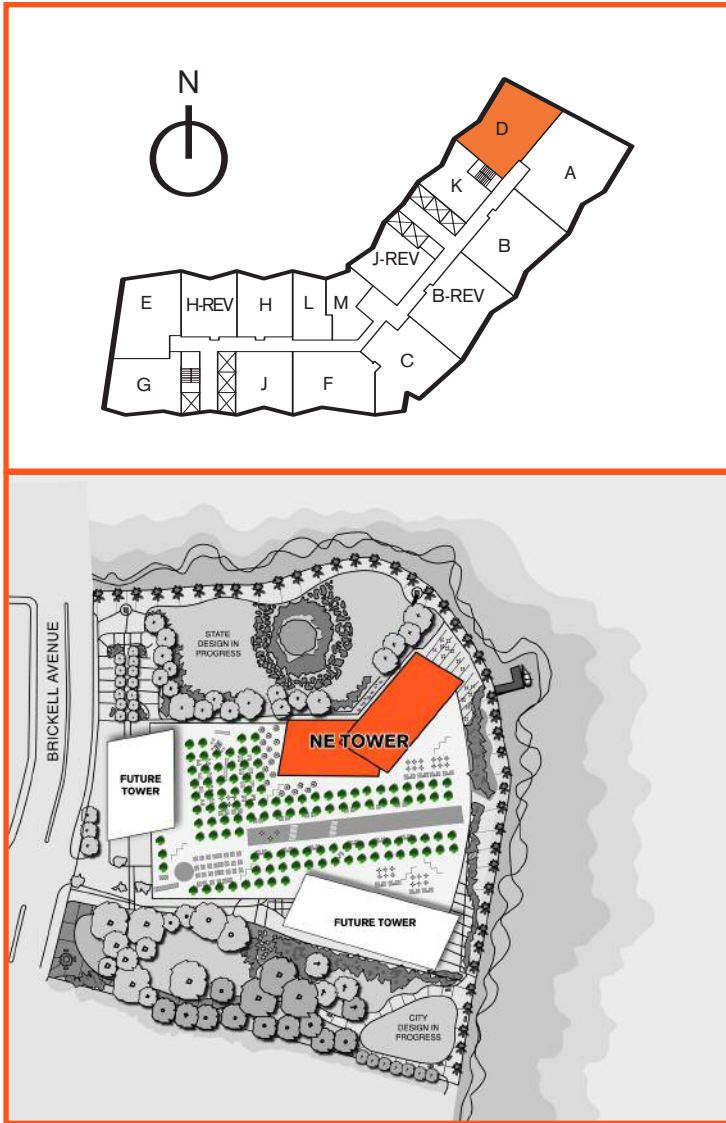 N
D
A
K
B
J-REV
B-REV
E
H-REV
H
L
M
C
G
J
F
BRICKELL AVENUE
STATE
DESIGN IN
PROGRESS
NE TOWER
FUTURE
TOWER
FUTURE TOWER
CITY
DESIGN IN
PROGRESS